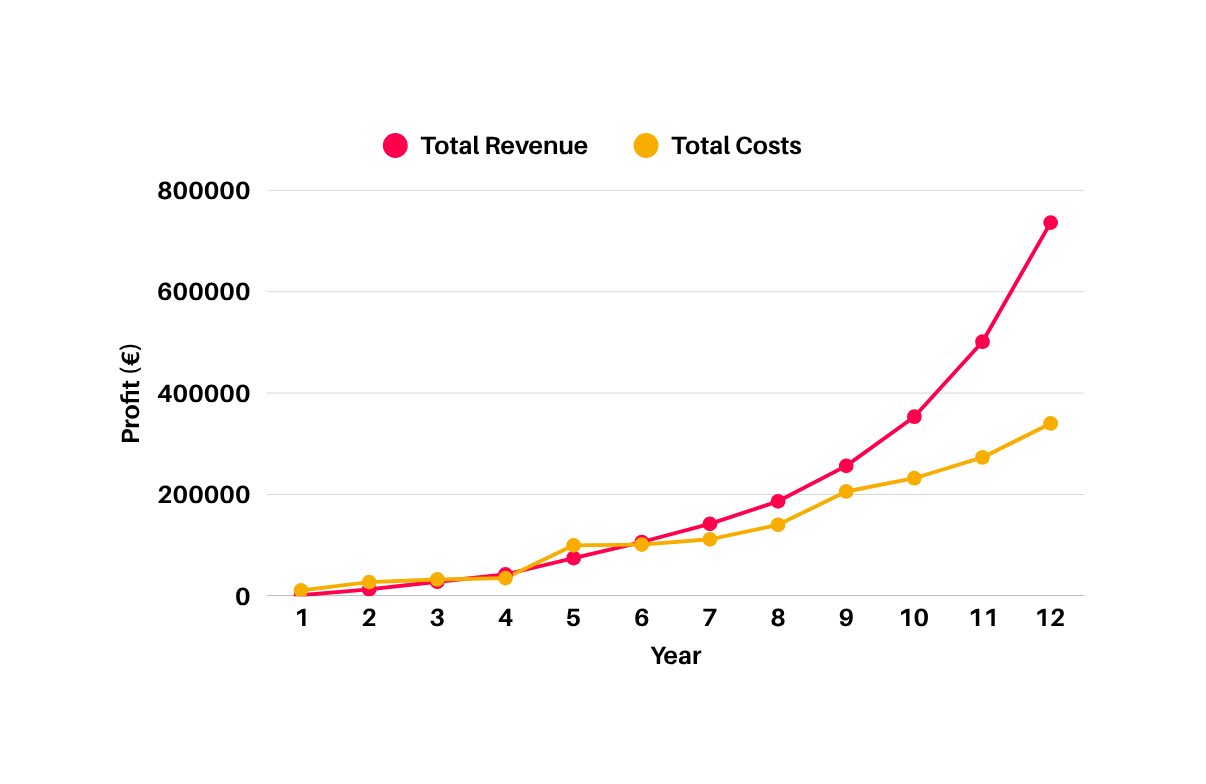 Total Revenue Total Costs
800000
600000
400000
200000
0
Profit (€)
1 2 3 4 5 6 7 8 9 10 11 12
Year